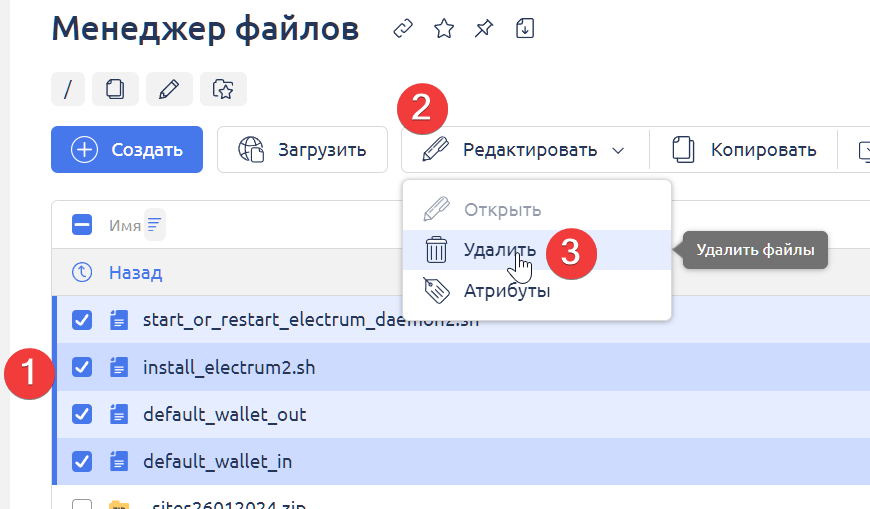 Менеджер файлов
/
2
Создать Загрузить Редактировать Копировать
Имя Открыть
Удалить 3 Удалить файлы
Назад
Атрибуты
start_or_restart_electrum_daemon2.sh
1 install_electrum2.sh
default_wallet_out
default_wallet_in
_sites26012024.zip